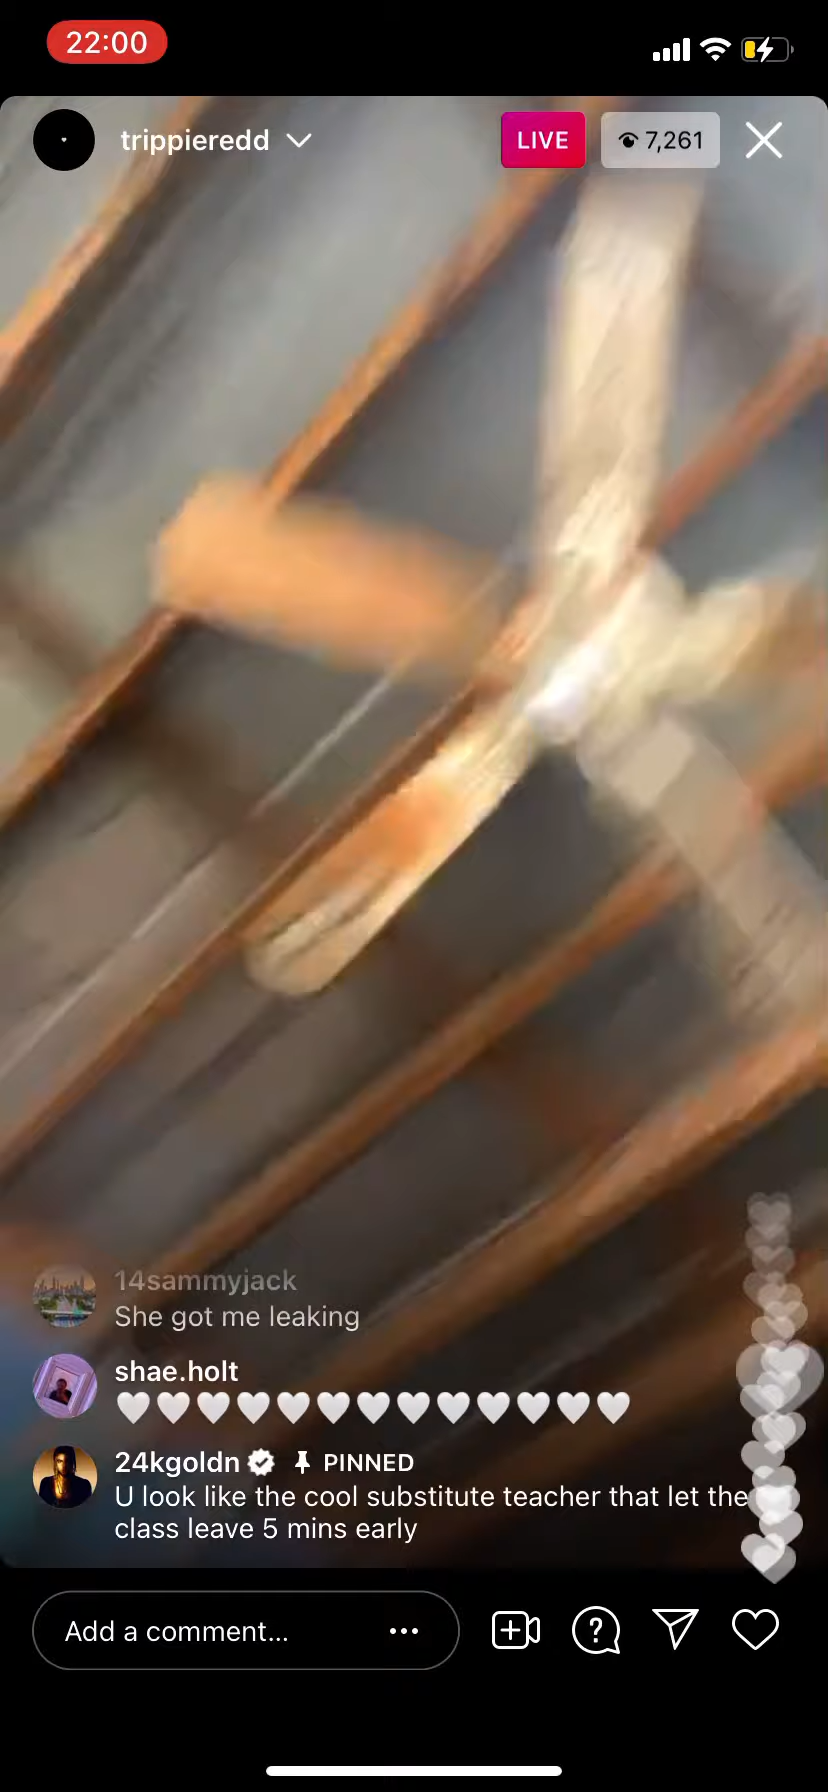 22:00
trippieredd
LIVE
7,261
14sammyjack
She got me leaking
shae.holt
🤍🤍🤍🤍🤍🤍🤍🤍🤍🤍🤍🤍🤍
24kgoldn PINNED
U look like the cool substitute teacher that let the
class leave 5 mins early
Add a comment...